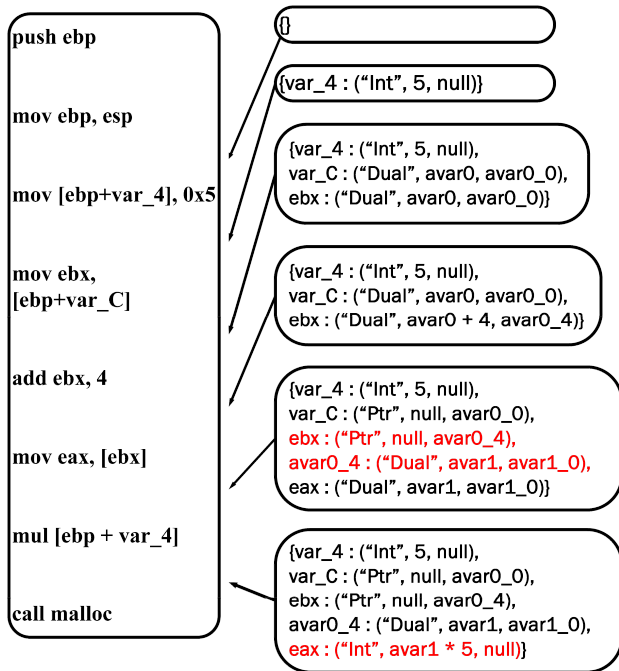 push ebp
mov ebp, esp
mov [ebp+var_4], 0x5
mov ebx,
[ebp+var_C]
add ebx, 4
mov eax, [ebx]
mul [ebp + var_4]
call malloc
{}
{var_4 : (“Int”, 5, null)}
{var_4 : (“Int”, 5, null),
var_C : (“Dual”, avar0, avar0_0),
ebx : (“Dual”, avar0, avar0_0)}
{var_4 : (“Int”, 5, null),
var_C : (“Dual”, avar0, avar0_0),
ebx : (“Dual”, avar0 + 4, avar0_4)}
{var_4 : (“Int”, 5, null),
var_C : (“Ptr”, null, avar0_0),
ebx : (“Ptr”, null, avar0_4),
avar0_4 : (“Dual”, avar1, avar1_0),
eax : (“Dual”, avar1, avar1_0)}
{var_4 : (“Int”, 5, null),
var_C : (“Ptr”, null, avar0_0),
ebx : (“Ptr”, null, avar0_4),
avar0_4 : (“Dual”, avar1, avar1_0),
eax : (“Int”, avar1 * 5, null)}